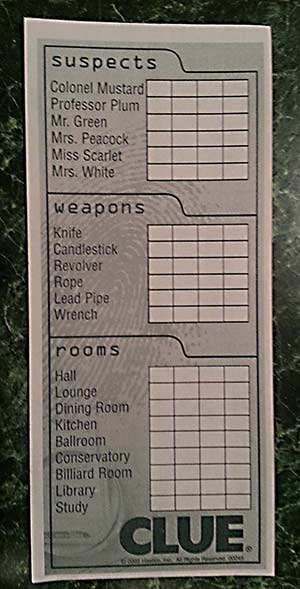 suspects
Colonel Mustard
Professor Plum
Mr. Green
Mrs. Peacock
Miss Scarlet
Mrs. White
weapons
Knife
Candlestick
Revolver
Rope
Lead Pipe
Wrench
rooms
Hall
Lounge
Dining Room
Kitchen
Ballroom
Conservatory
Billiard Room
Library
Study
CLUE®
Hasbro, Inc. All Rights Reserved.